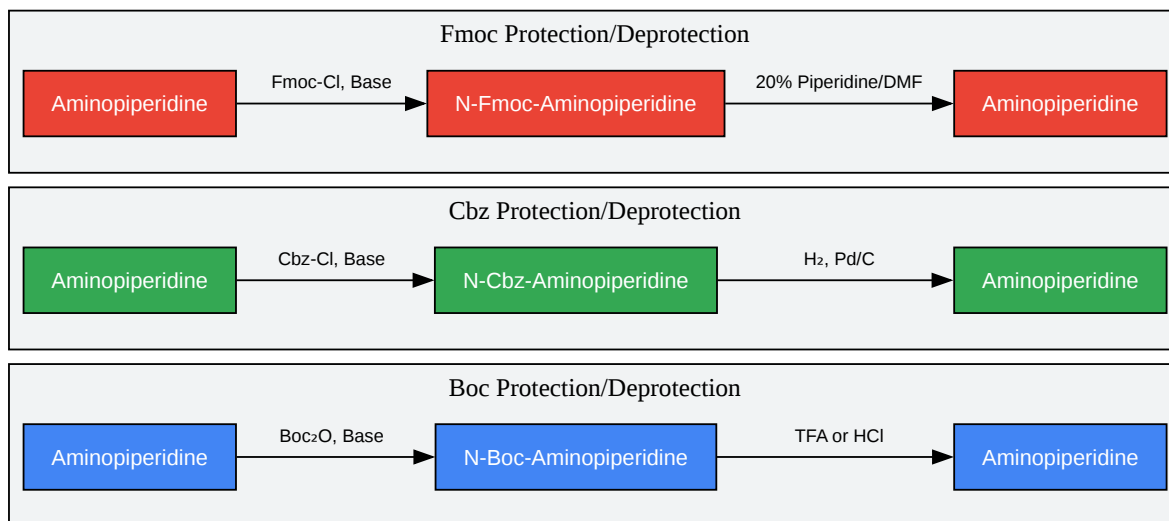 Fmoc Protection/Deprotection
Aminopiperidine
Fmoc-Cl, Base
N-Fmoc-Aminopiperidine
20% Piperidine/DMF
Aminopiperidine
Cbz Protection/Deprotection
Aminopiperidine
Cbz-Cl, Base
N-Cbz-Aminopiperidine
H₂, Pd/C
Aminopiperidine
Boc Protection/Deprotection
Aminopiperidine
Boc₂O, Base
N-Boc-Aminopiperidine
TFA or HCl
Aminopiperidine